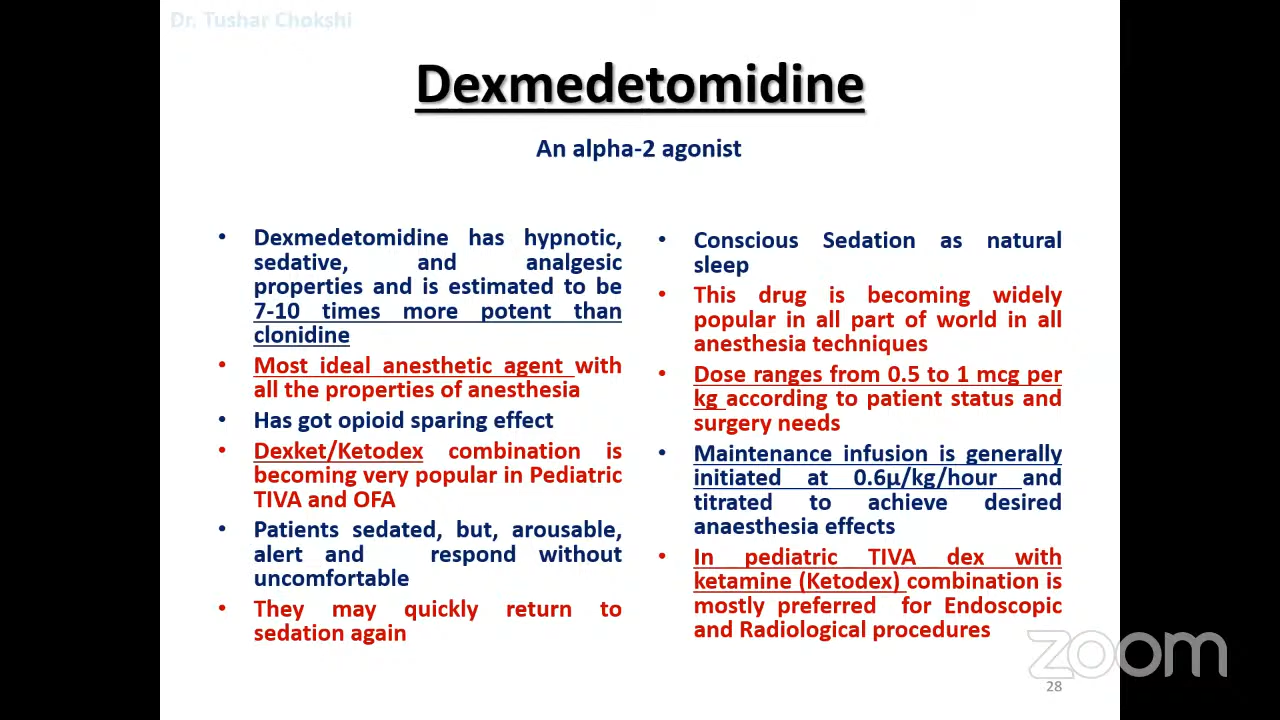 Dr. Tushar Chokshi
Dexmedetomidine
An alpha-2 agonist
• Dexmedetomidine has hypnotic,
sedative, and analgesic
properties and is estimated to be
7-10 times more potent than
clonidine
• Most ideal anesthetic agent with
all the properties of anesthesia
• Has got opioid sparing effect
• Dexket/Ketodex combination is
becoming very popular in Pediatric
TIVA and OFA
• Patients sedated, but, arousable,
alert and respond without
uncomfortable
• They may quickly return to
sedation again
• Conscious Sedation as natural
sleep
• This drug is becoming widely
popular in all part of world in all
anesthesia techniques
• Dose ranges from 0.5 to 1 mcg per
kg according to patient status and
surgery needs
• Maintenance infusion is generally
initiated at 0.6µ/kg/hour and
titrated to achieve desired
anaesthesia effects
• In pediatric TIVA dex with
ketamine (Ketodex) combination is
mostly preferred for Endoscopic
and Radiological procedures
zoom
28